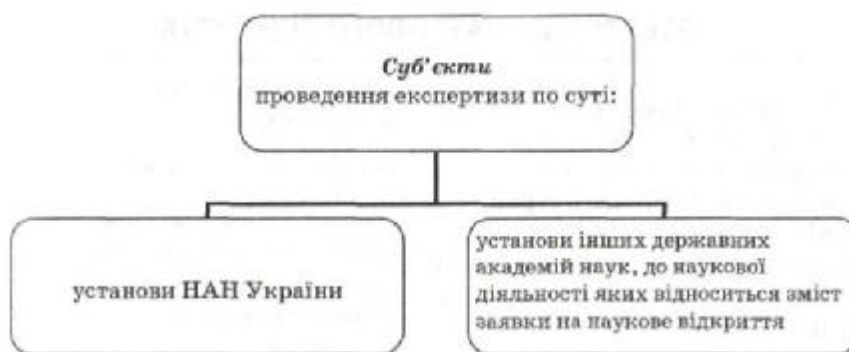 Суб'єкти
проведення експертизи по суті:
установи НАН України
установи інших державних
академій наук, до наукової
діяльності яких відноситься зміст
заявки на наукове відкриття